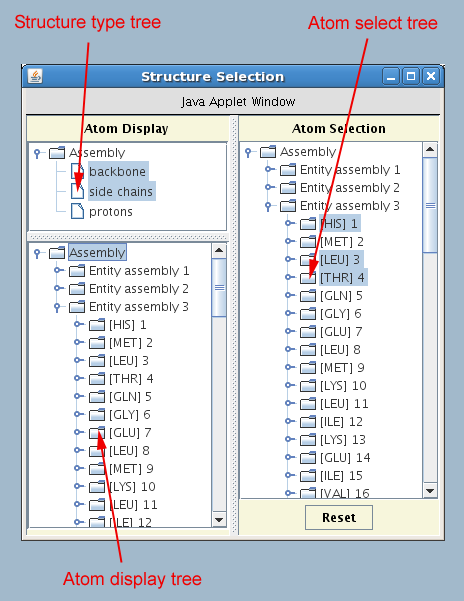 Structure type tree
Atom select tree
Structure Selection
Java Applet Window
Atom Display
Assembly
backbone
side chains
protons
Assembly
Entity assembly 1
Entity assembly 2
Entity assembly 3
[HIS] 1
[MET] 2
[LEU] 3
[THR] 4
[GLN] 5
[GLY] 6
[GLU] 7
[LEU] 8
[MET] 9
[LYS] 10
[LEU] 11
[ILE] 12
Atom Selection
Assembly
Entity assembly 1
Entity assembly 2
Entity assembly 3
[HIS] 1
[MET] 2
[LEU] 3
[THR] 4
[GLN] 5
[GLY] 6
[GLU] 7
[LEU] 8
[MET] 9
[LYS] 10
[LEU] 11
[ILE] 12
[LYS] 13
[GLU] 14
[ILE] 15
[VAL] 16
Reset
Atom display tree